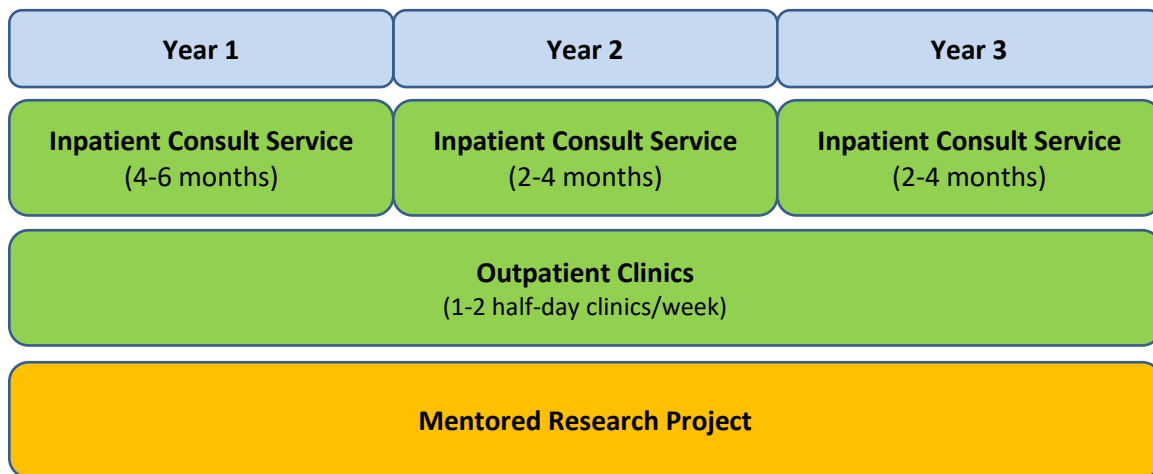 Year 1
Year 2
Year 3
Inpatient Consult Service
(4-6 months)
Inpatient Consult Service
(2-4 months)
Inpatient Consult Service
(2-4 months)
Outpatient Clinics
(1-2 half-day clinics/week)
Mentored Research Project